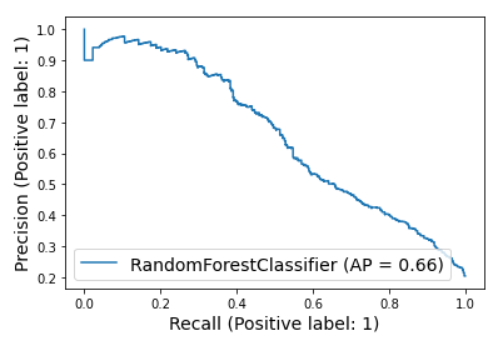 Precision (Positive label: 1)
1.0
0.9
0.8
0.7
0.6
0.5
0.4
0.3
0.2
RandomForestClassifier (AP = 0.66)
0.0 0.2 0.4 0.6 0.8 1.0
Recall (Positive label: 1)